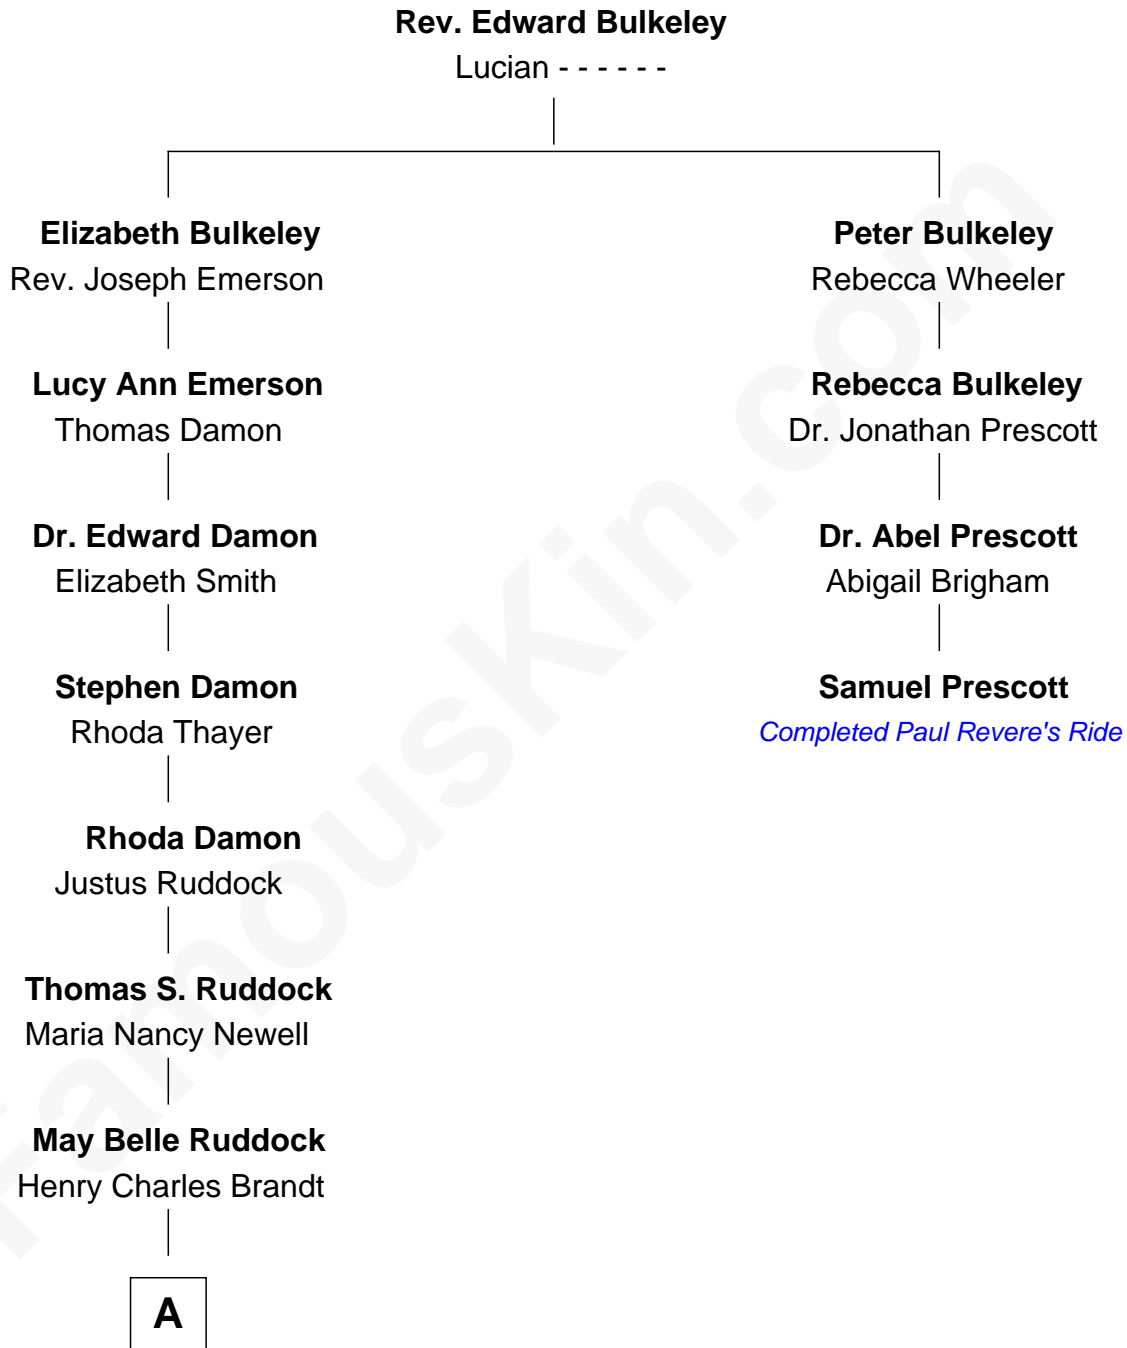 Rev. Edward Bulkeley
Lucian - - - - - -
Elizabeth Bulkeley
Rev. Joseph Emerson
Peter Bulkeley
Rebecca Wheeler
Lucy Ann Emerson
Thomas Damon
Rebecca Bulkeley
Dr. Jonathan Prescott
Dr. Edward Damon
Elizabeth Smith
Dr. Abel Prescott
Abigail Brigham
Stephen Damon
Rhoda Thayer
Samuel Prescott
Completed Paul Revere's Ride
Rhoda Damon
Justus Ruddock
Thomas S. Ruddock
Maria Nancy Newell
May Belle Ruddock
Henry Charles Brandt
A
FamousKin.com